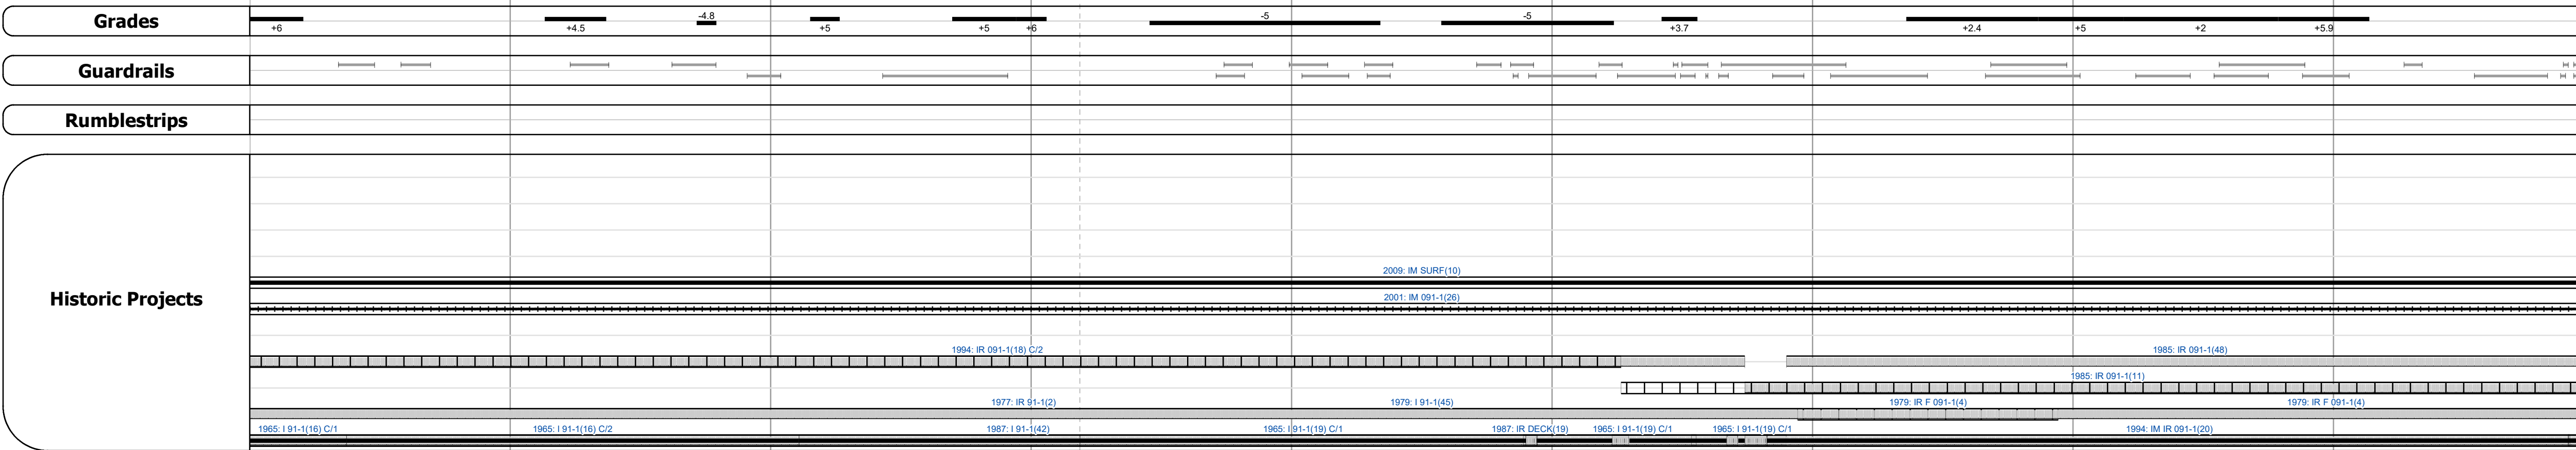 Grades
-4.8 -5 -5
+6 +4.5 +5 +5 +6 +3.7 +2.4 +5 +2 +5.9
Guardrails
Rumblestrips
Historic Projects
2009: IM SURF(10)
2001: IM 091-1(26)
1994: IR 091-1(18) C/2 1985: IR 091-1(48)
1985: IR 091-1(11)
1977: IR 91-1(2) 1979: I 91-1(45) 1979: IR F 091-1(4) 1979: IR F 091-1(4)
1965: I 91-1(16) C/1 1965: I 91-1(16) C/2 1987: I 91-1(42) 1965: I 91-1(19) C/1 1987: IR DECK(19) 1965: I 91-1(19) C/1 1965: I 91-1(19) C/1 1994: IM IR 091-1(20)